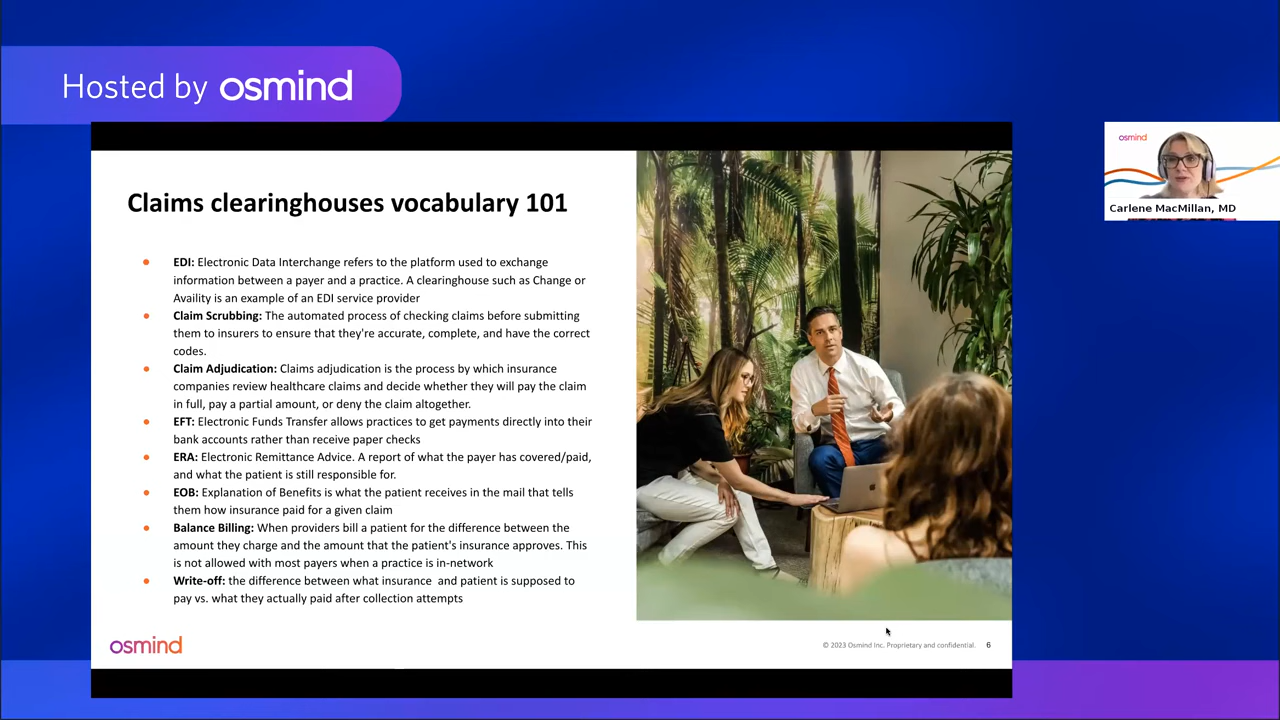 Hosted by osmind
Claims clearinghouses vocabulary 101
EDI: Electronic Data Interchange refers to the platform used to exchange
information between a payer and a practice. A clearinghouse such as Change or
Availity is an example of an EDI service provider
Claim Scrubbing: The automated process of checking claims before submitting
them to insurers to ensure that they're accurate, complete, and have the correct
codes.
Claim Adjudication: Claims adjudication is the process by which insurance
companies review healthcare claims and decide whether they will pay the claim
in full, pay a partial amount, or deny the claim altogether.
EFT: Electronic Funds Transfer allows practices to get payments directly into their
bank accounts rather than receive paper checks
ERA: Electronic Remittance Advice. A report of what the payer has covered/paid,
and what the patient is still responsible for.
EOB: Explanation of Benefits is what the patient receives in the mail that tells
them how insurance paid for a given claim
Balance Billing: When providers bill a patient for the difference between the
amount they charge and the amount that the patient's insurance approves. This
is not allowed with most payers when a practice is in-network
Write-off: the difference between what insurance  and patient is supposed to
pay vs. what they actually paid after collection attempts
osmind
© 2023 Osmind Inc. Proprietary and confidential. 6
osmind
Carlene MacMillan, MD